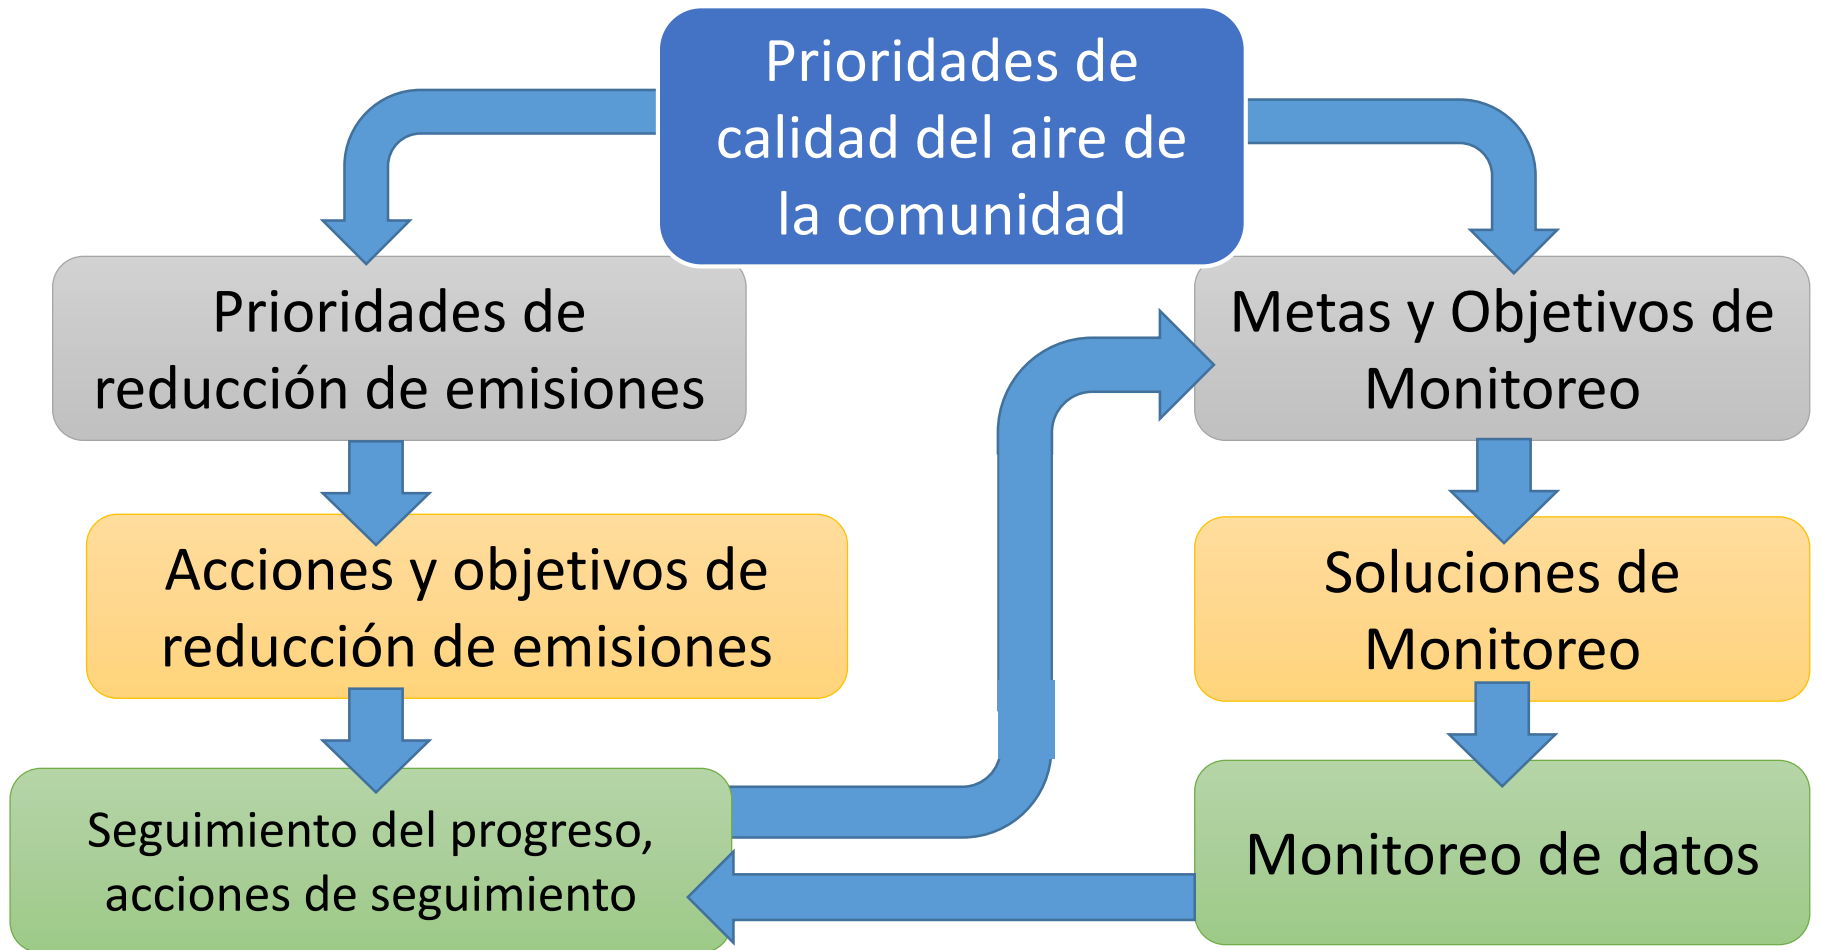 Prioridades de
calidad del aire de
la comunidad
Prioridades de
reducción de emisiones
Metas y Objetivos de
Monitoreo
Acciones y objetivos de
reducción de emisiones
Soluciones de
Monitoreo
Seguimiento del progreso,
acciones de seguimiento
Monitoreo de datos